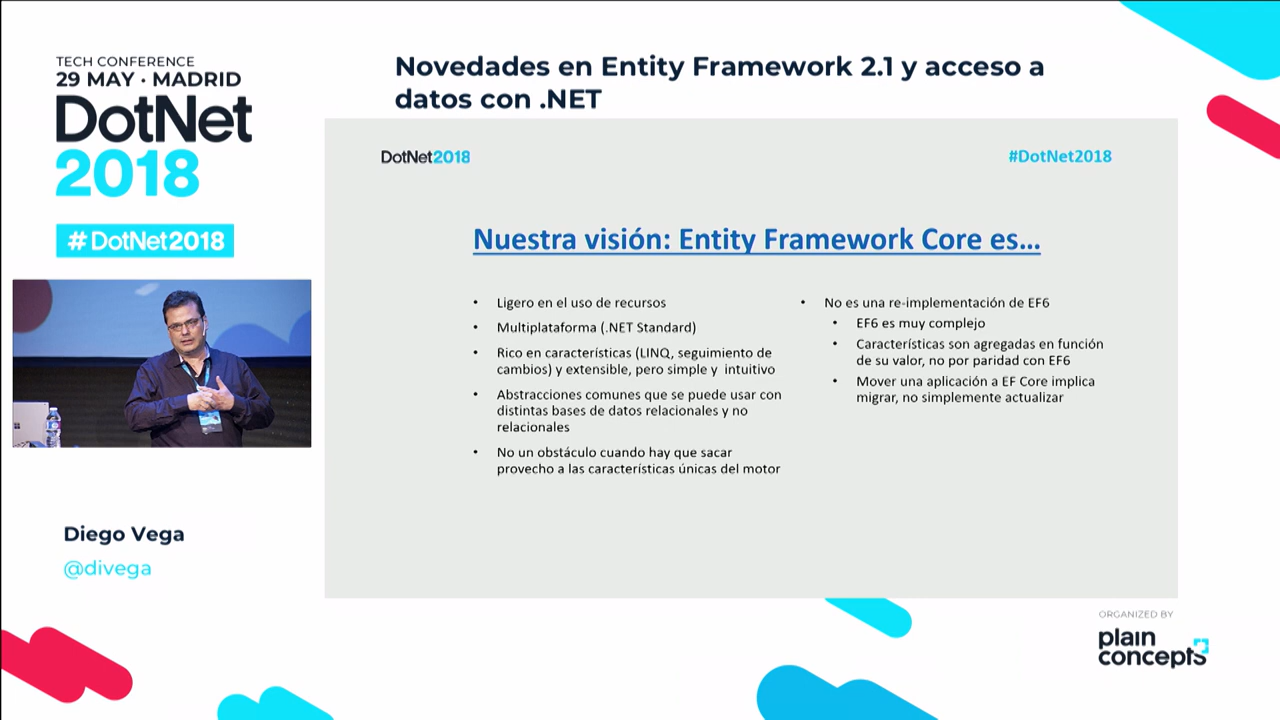 TECH CONFERENCE
29 MAY · MADRID
DotNet
2018
#DotNet2018
Novedades en Entity Framework 2.1 y acceso a
datos con .NET
DotNet2018
#DotNet2018
Nuestra visión: Entity Framework Core es...
• Ligero en el uso de recursos
• Multiplataforma (.NET Standard)
• Rico en características (LINQ, seguimiento de
cambios) y extensible, pero simple y intuitivo
• Abstracciones comunes que se puede usar con
distintas bases de datos relacionales y no
relacionales
• No un obstáculo cuando hay que sacar
provecho a las características únicas del motor
• No es una re-implementación de EF6
• EF6 es muy complejo
• Características son agregadas en función
de su valor, no por paridad con EF6
• Mover una aplicación a EF Core implica
migrar, no simplemente actualizar
Diego Vega
@divega
ORGANIZED BY
plain
concepts